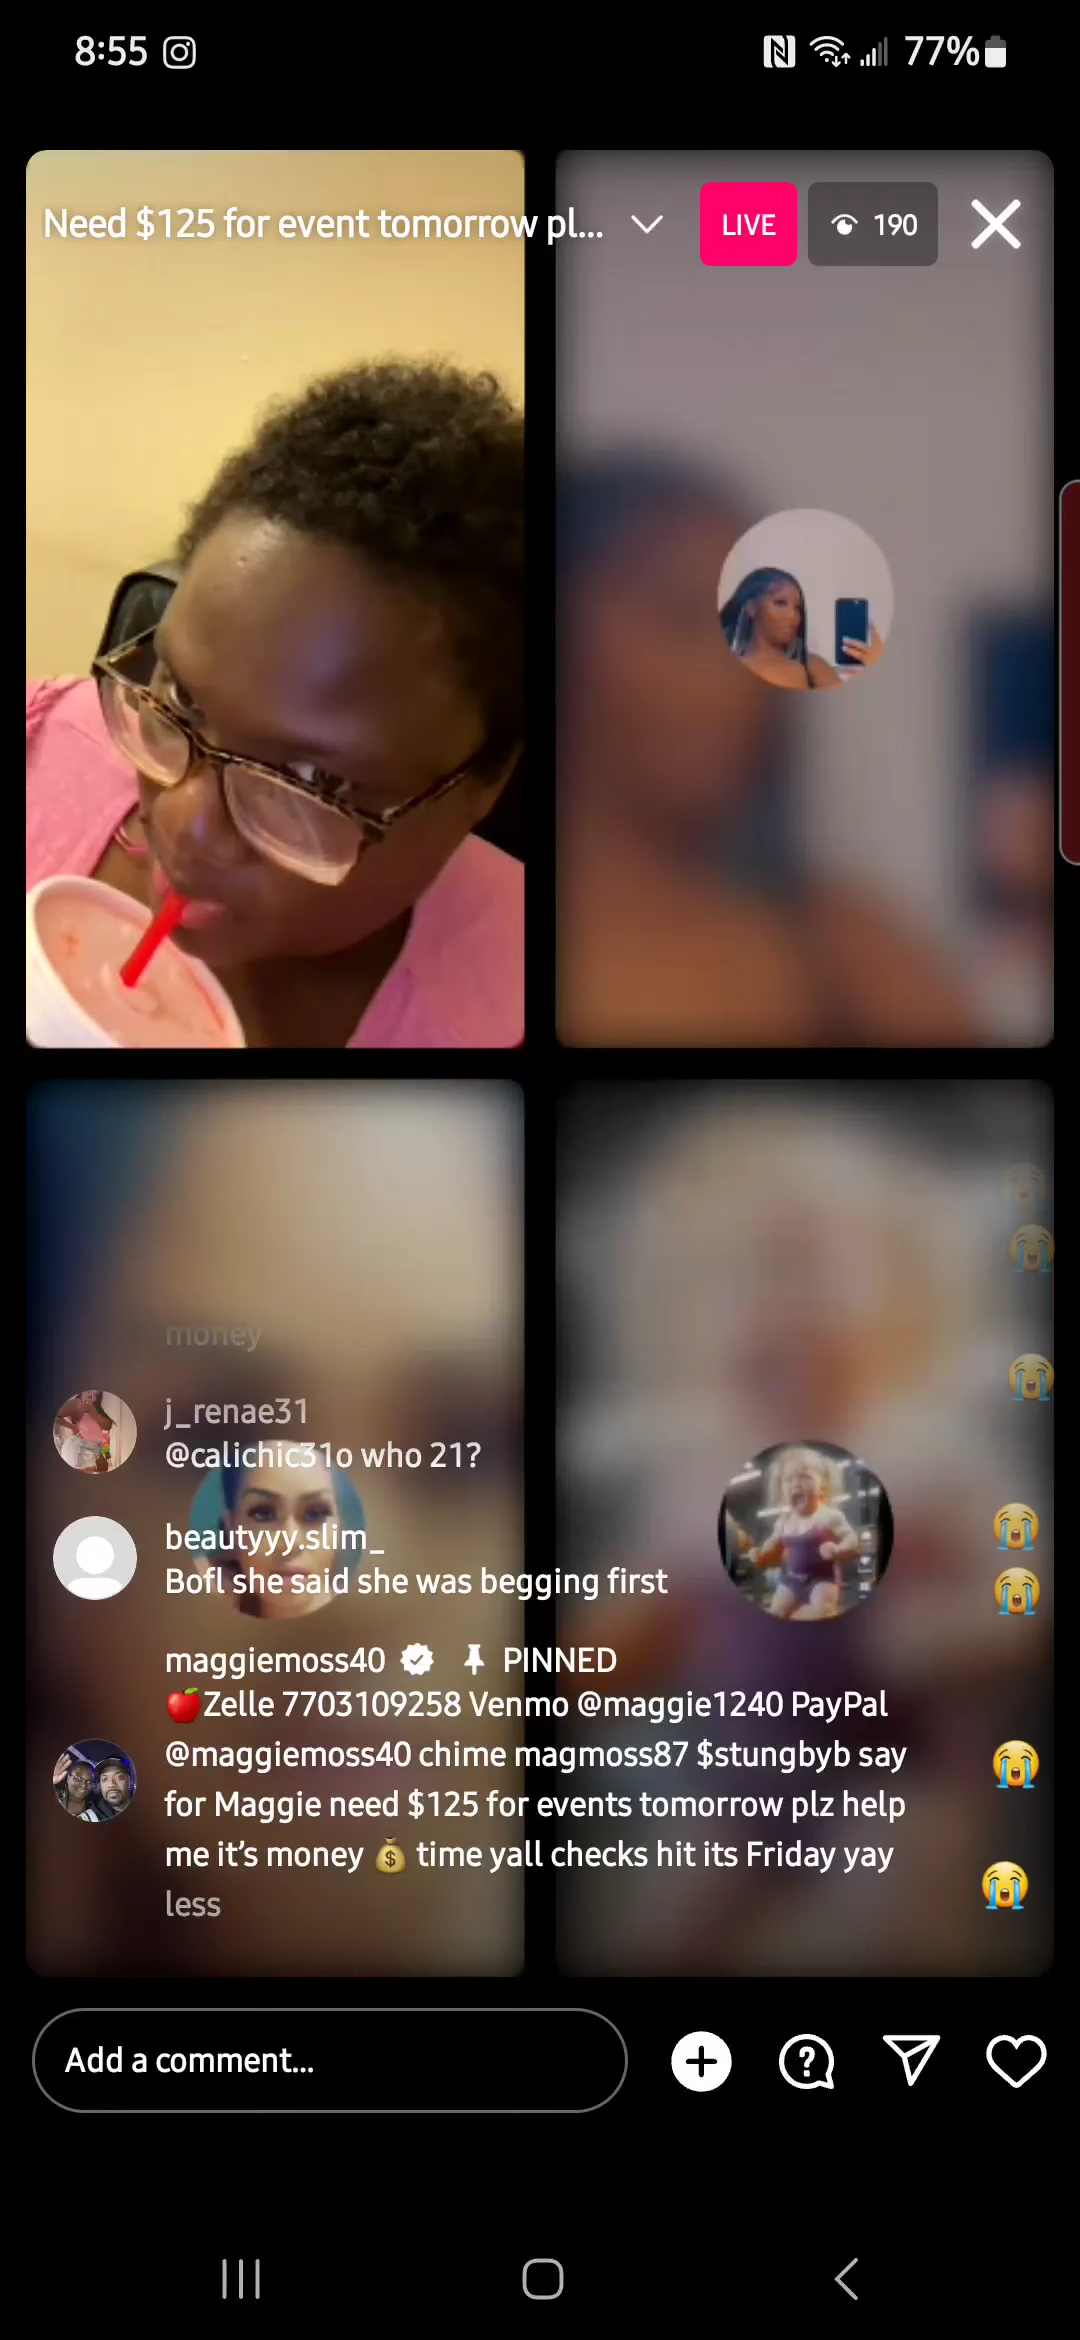 8:55 77%
Need $125 for event tomorrow pl... LIVE 190
money
j_renae31
@calichic31o who 21?
beautyyy.slim_
Bofl she said she was begging first
maggiemoss40 PINNED
🍎Zelle 7703109258 Venmo @maggie1240 PayPal
@maggiemoss40 chime magmoss87 $stungbyb say
for Maggie need $125 for events tomorrow plz help
me it's money 💰 time yall checks hit its Friday yay
less
Add a comment...